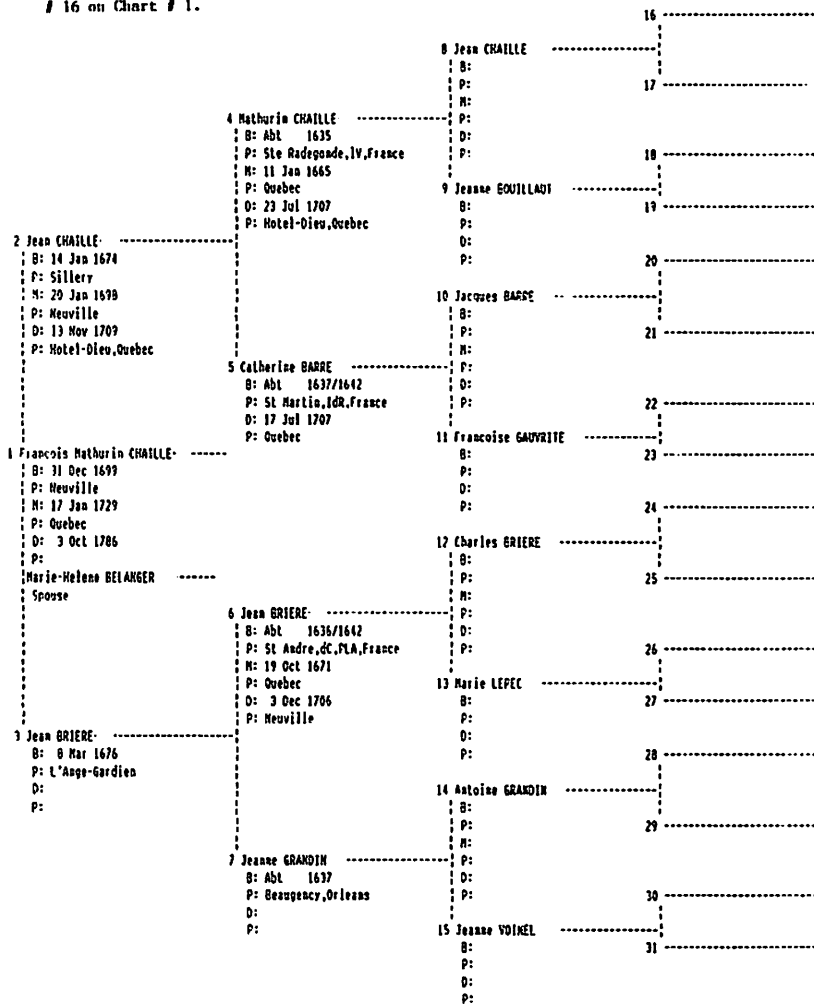 # 16 on Chart # 1.
16
8 Jean CHAILLE
B:
P:
M:
P:
D:
P:
17
4 Mathurin CHAILLE
B: Abt 1635
P: Ste Radegonde,lV,France
M: 11 Jan 1665
P: Quebec
D: 23 Jul 1707
P: Hotel-Dieu,Quebec
18
9 Jeanne BOUILLAUT
B:
P:
D:
P:
19
2 Jean CHAILLE
B: 14 Jan 1674
P: Sillery
M: 20 Jan 1698
P: Neuville
D: 13 Nov 1709
P: Hotel-Dieu,Quebec
20
10 Jacques BARRE
B:
P:
M:
P:
D:
P:
21
5 Catherine BARRE
B: Abt 1637/1642
P: St Martin,IdR,France
D: 17 Jul 1707
P: Quebec
22
11 Francoise GAUVRITE
B:
P:
D:
P:
23
1 Francois Mathurin CHAILLE
B: 31 Dec 1699
P: Neuville
M: 17 Jan 1729
P: Quebec
D: 3 Oct 1786
P:
Marie-Helene BELANGER
Spouse
24
12 Charles BRIERE
B:
P:
M:
P:
D:
P:
25
6 Jean BRIERE
B: Abt 1636/1642
P: St Andre,dC,PLA,France
M: 19 Oct 1671
P: Quebec
D: 3 Dec 1706
P: Neuville
26
13 Marie LEPEC
B:
P:
D:
P:
27
3 Jean BRIERE
B: 8 Mar 1676
P: L'Ange-Gardien
D:
P:
28
14 Antoine GRANDIN
B:
P:
M:
P:
D:
P:
29
7 Jeanne GRANDIN
B: Abt 1637
P: Beaugency,Orleans
D:
P:
30
15 Jeanne VOIKEL
B:
P:
D:
P:
31